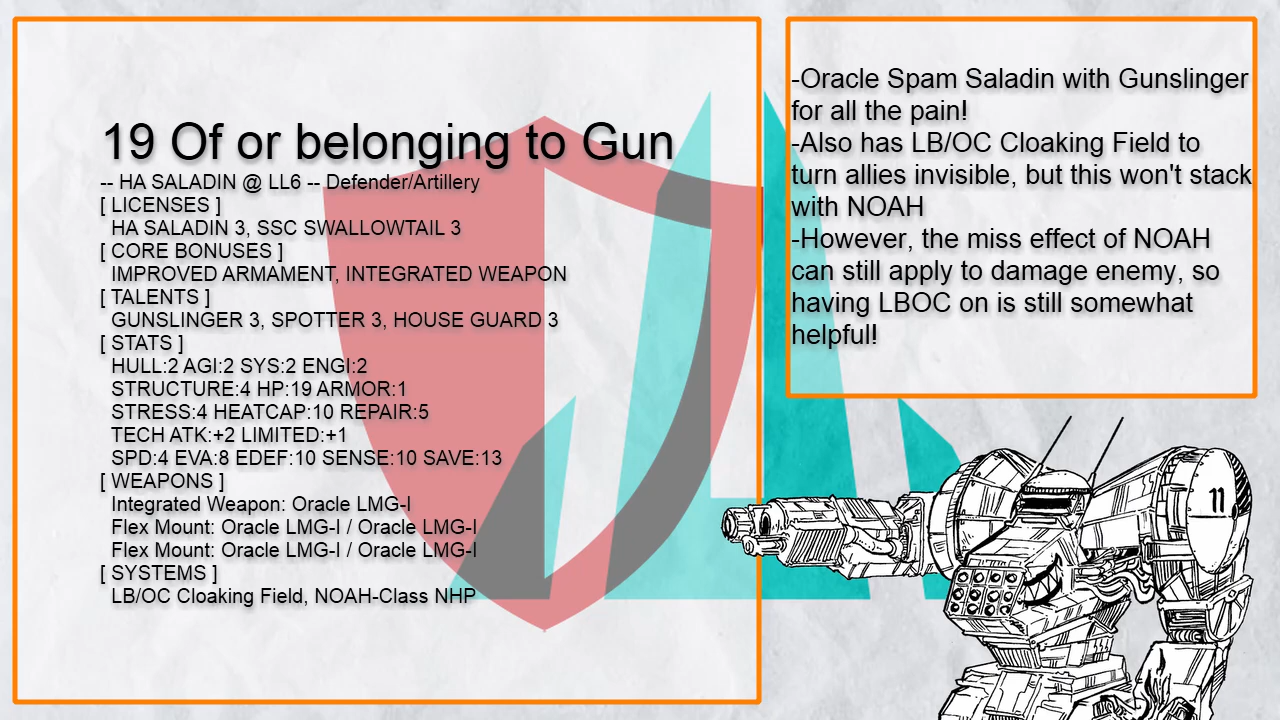 19 Of or belonging to Gun
-- HA SALADIN @ LL6 -- Defender/Artillery
[ LICENSES ]
HA SALADIN 3, SSC SWALLOWTAIL 3
[ CORE BONUSES ]
IMPROVED ARMAMENT, INTEGRATED WEAPON
[ TALENTS ]
GUNSLINGER 3, SPOTTER 3, HOUSE GUARD 3
[ STATS ]
HULL:2 AGI:2 SYS:2 ENGI:2
STRUCTURE:4 HP:19 ARMOR:1
STRESS:4 HEATCAP:10 REPAIR:5
TECH ATK:+2 LIMITED:+1
SPD:4 EVA:8 EDEF:10 SENSE:10 SAVE:13
[ WEAPONS ]
Integrated Weapon: Oracle LMG-I
Flex Mount: Oracle LMG-I / Oracle LMG-I
Flex Mount: Oracle LMG-I / Oracle LMG-I
[ SYSTEMS ]
LB/OC Cloaking Field, NOAH-Class NHP
-Oracle Spam Saladin with Gunslinger
for all the pain!
-Also has LB/OC Cloaking Field to
turn allies invisible, but this won't stack
with NOAH
-However, the miss effect of NOAH
can still apply to damage enemy, so
having LBOC on is still somewhat
helpful!
11